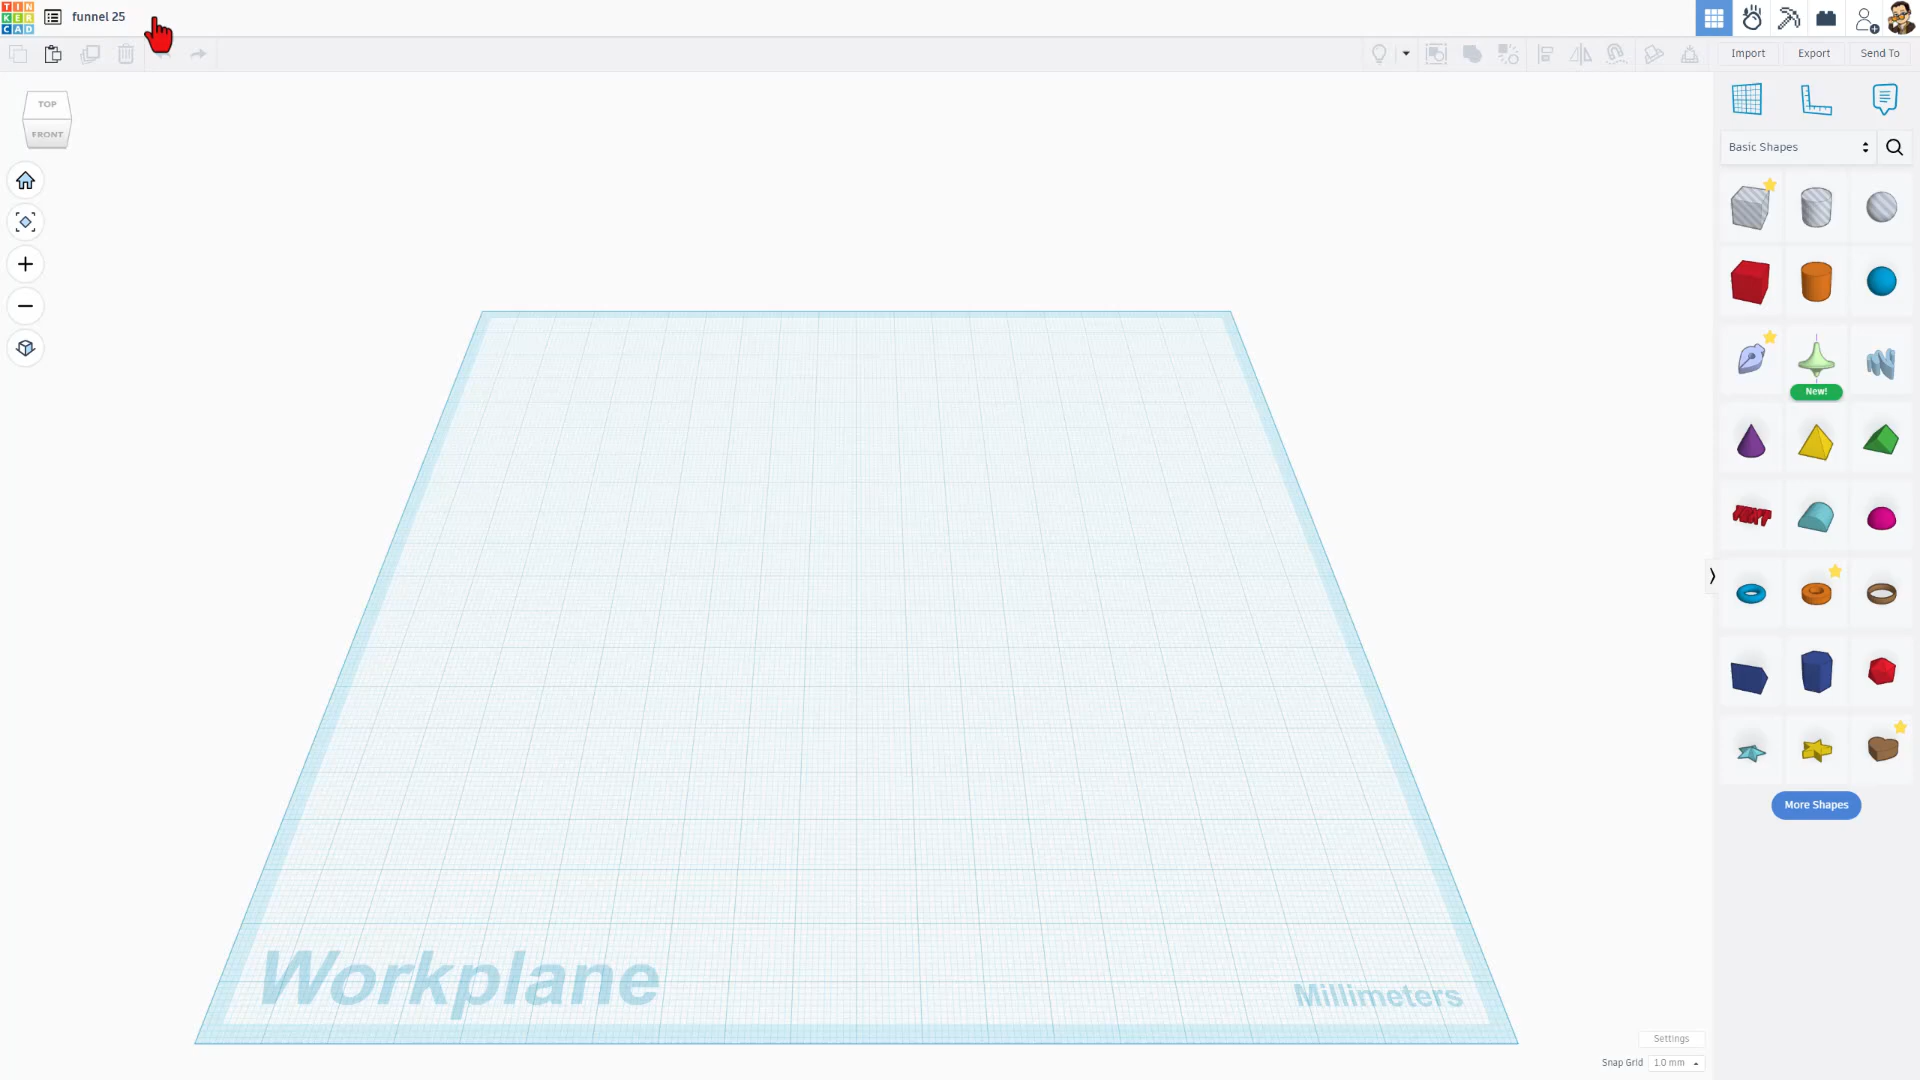 TIN
KER
CAD
funnel 25
Import
Export
Send To
TOP
FRONT
Basic Shapes
New!
TEXT
More Shapes
Workplane
Millimeters
Settings
Snap Grid 1.0 mm